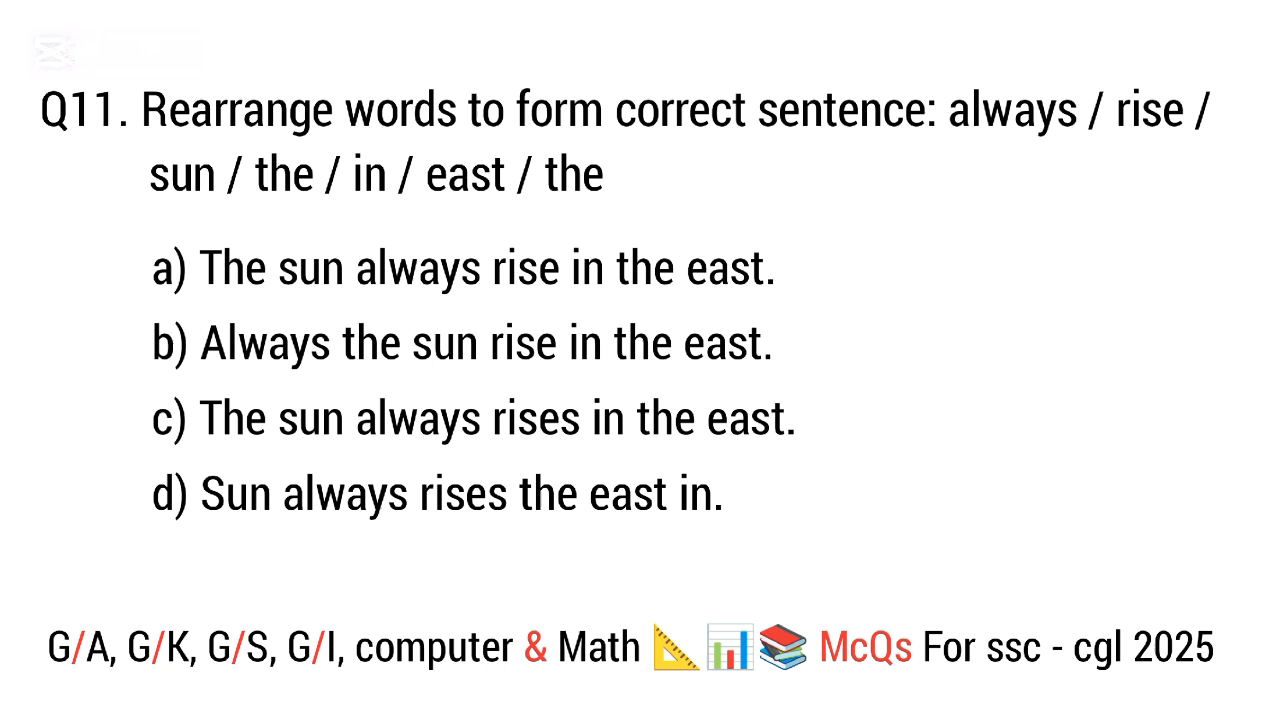 Q11. Rearrange words to form correct sentence: always / rise /
sun / the / in / east / the
a) The sun always rise in the east.
b) Always the sun rise in the east.
c) The sun always rises in the east.
d) Sun always rises the east in.
G/A, G/K, G/S, G/I, computer & Math 📐📊📚 McQs For ssc - cgl 2025